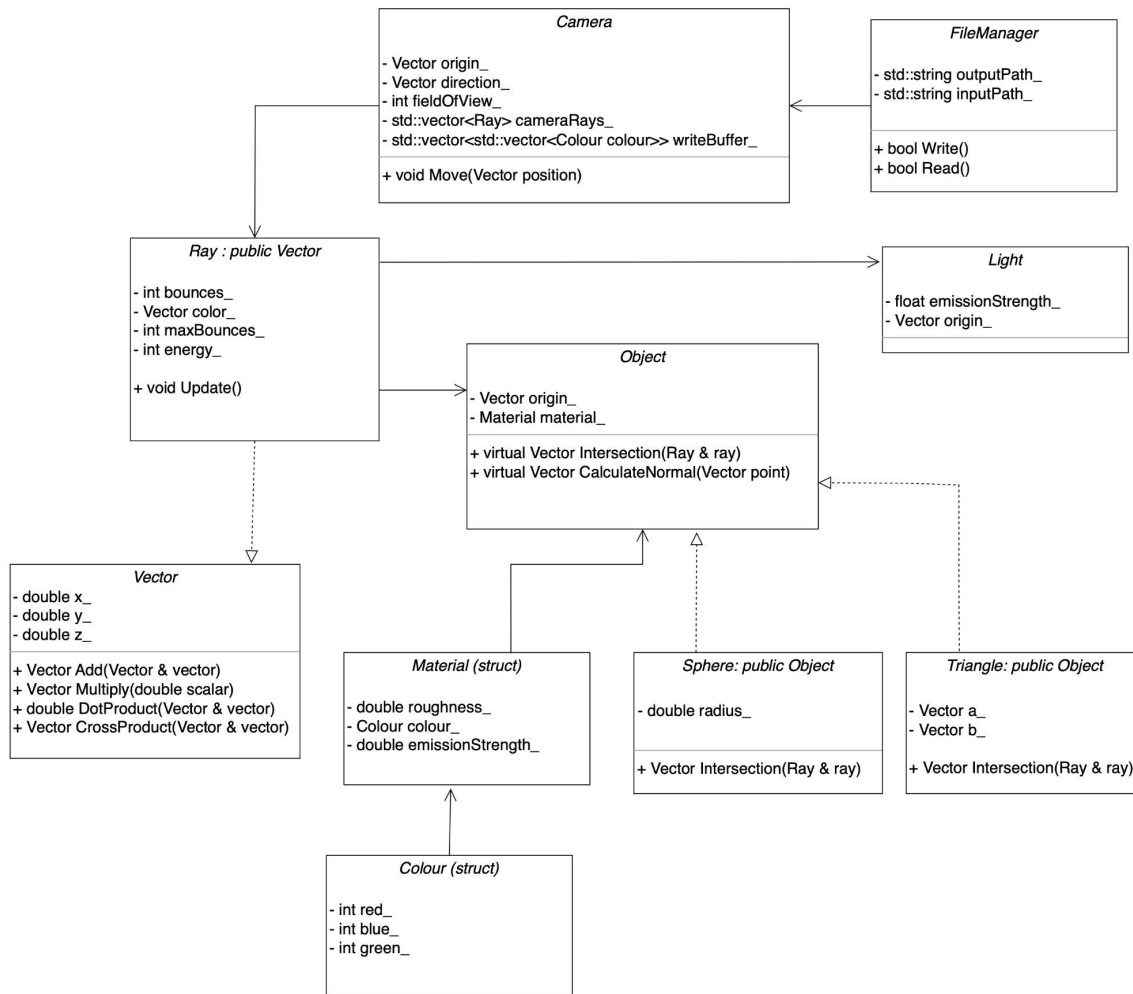 Camera
- Vector origin_
- Vector direction_
- int fieldOfView_
- std::vector<Ray> cameraRays_
- std::vector<std::vector<Colour colour>> writeBuffer_
+ void Move(Vector position)
FileManager
- std::string outputPath_
- std::string inputPath_
+ bool Write()
+ bool Read()
Ray : public Vector
- int bounces_
- Vector color_
- int maxBounces_
- int energy_
+ void Update()
Light
- float emissionStrength_
- Vector origin_
Object
- Vector origin_
- Material material_
+ virtual Vector Intersection(Ray & ray)
+ virtual Vector CalculateNormal(Vector point)
Vector
- double x_
- double y_
- double z_
+ Vector Add(Vector & vector)
+ Vector Multiply(double scalar)
+ double DotProduct(Vector & vector)
+ Vector CrossProduct(Vector & vector)
Material (struct)
- double roughness_
- Colour colour_
- double emissionStrength_
Sphere: public Object
- double radius_
+ Vector Intersection(Ray & ray)
Triangle: public Object
- Vector a_
- Vector b_
+ Vector Intersection(Ray & ray)
Colour (struct)
- int red_
- int blue_
- int green_